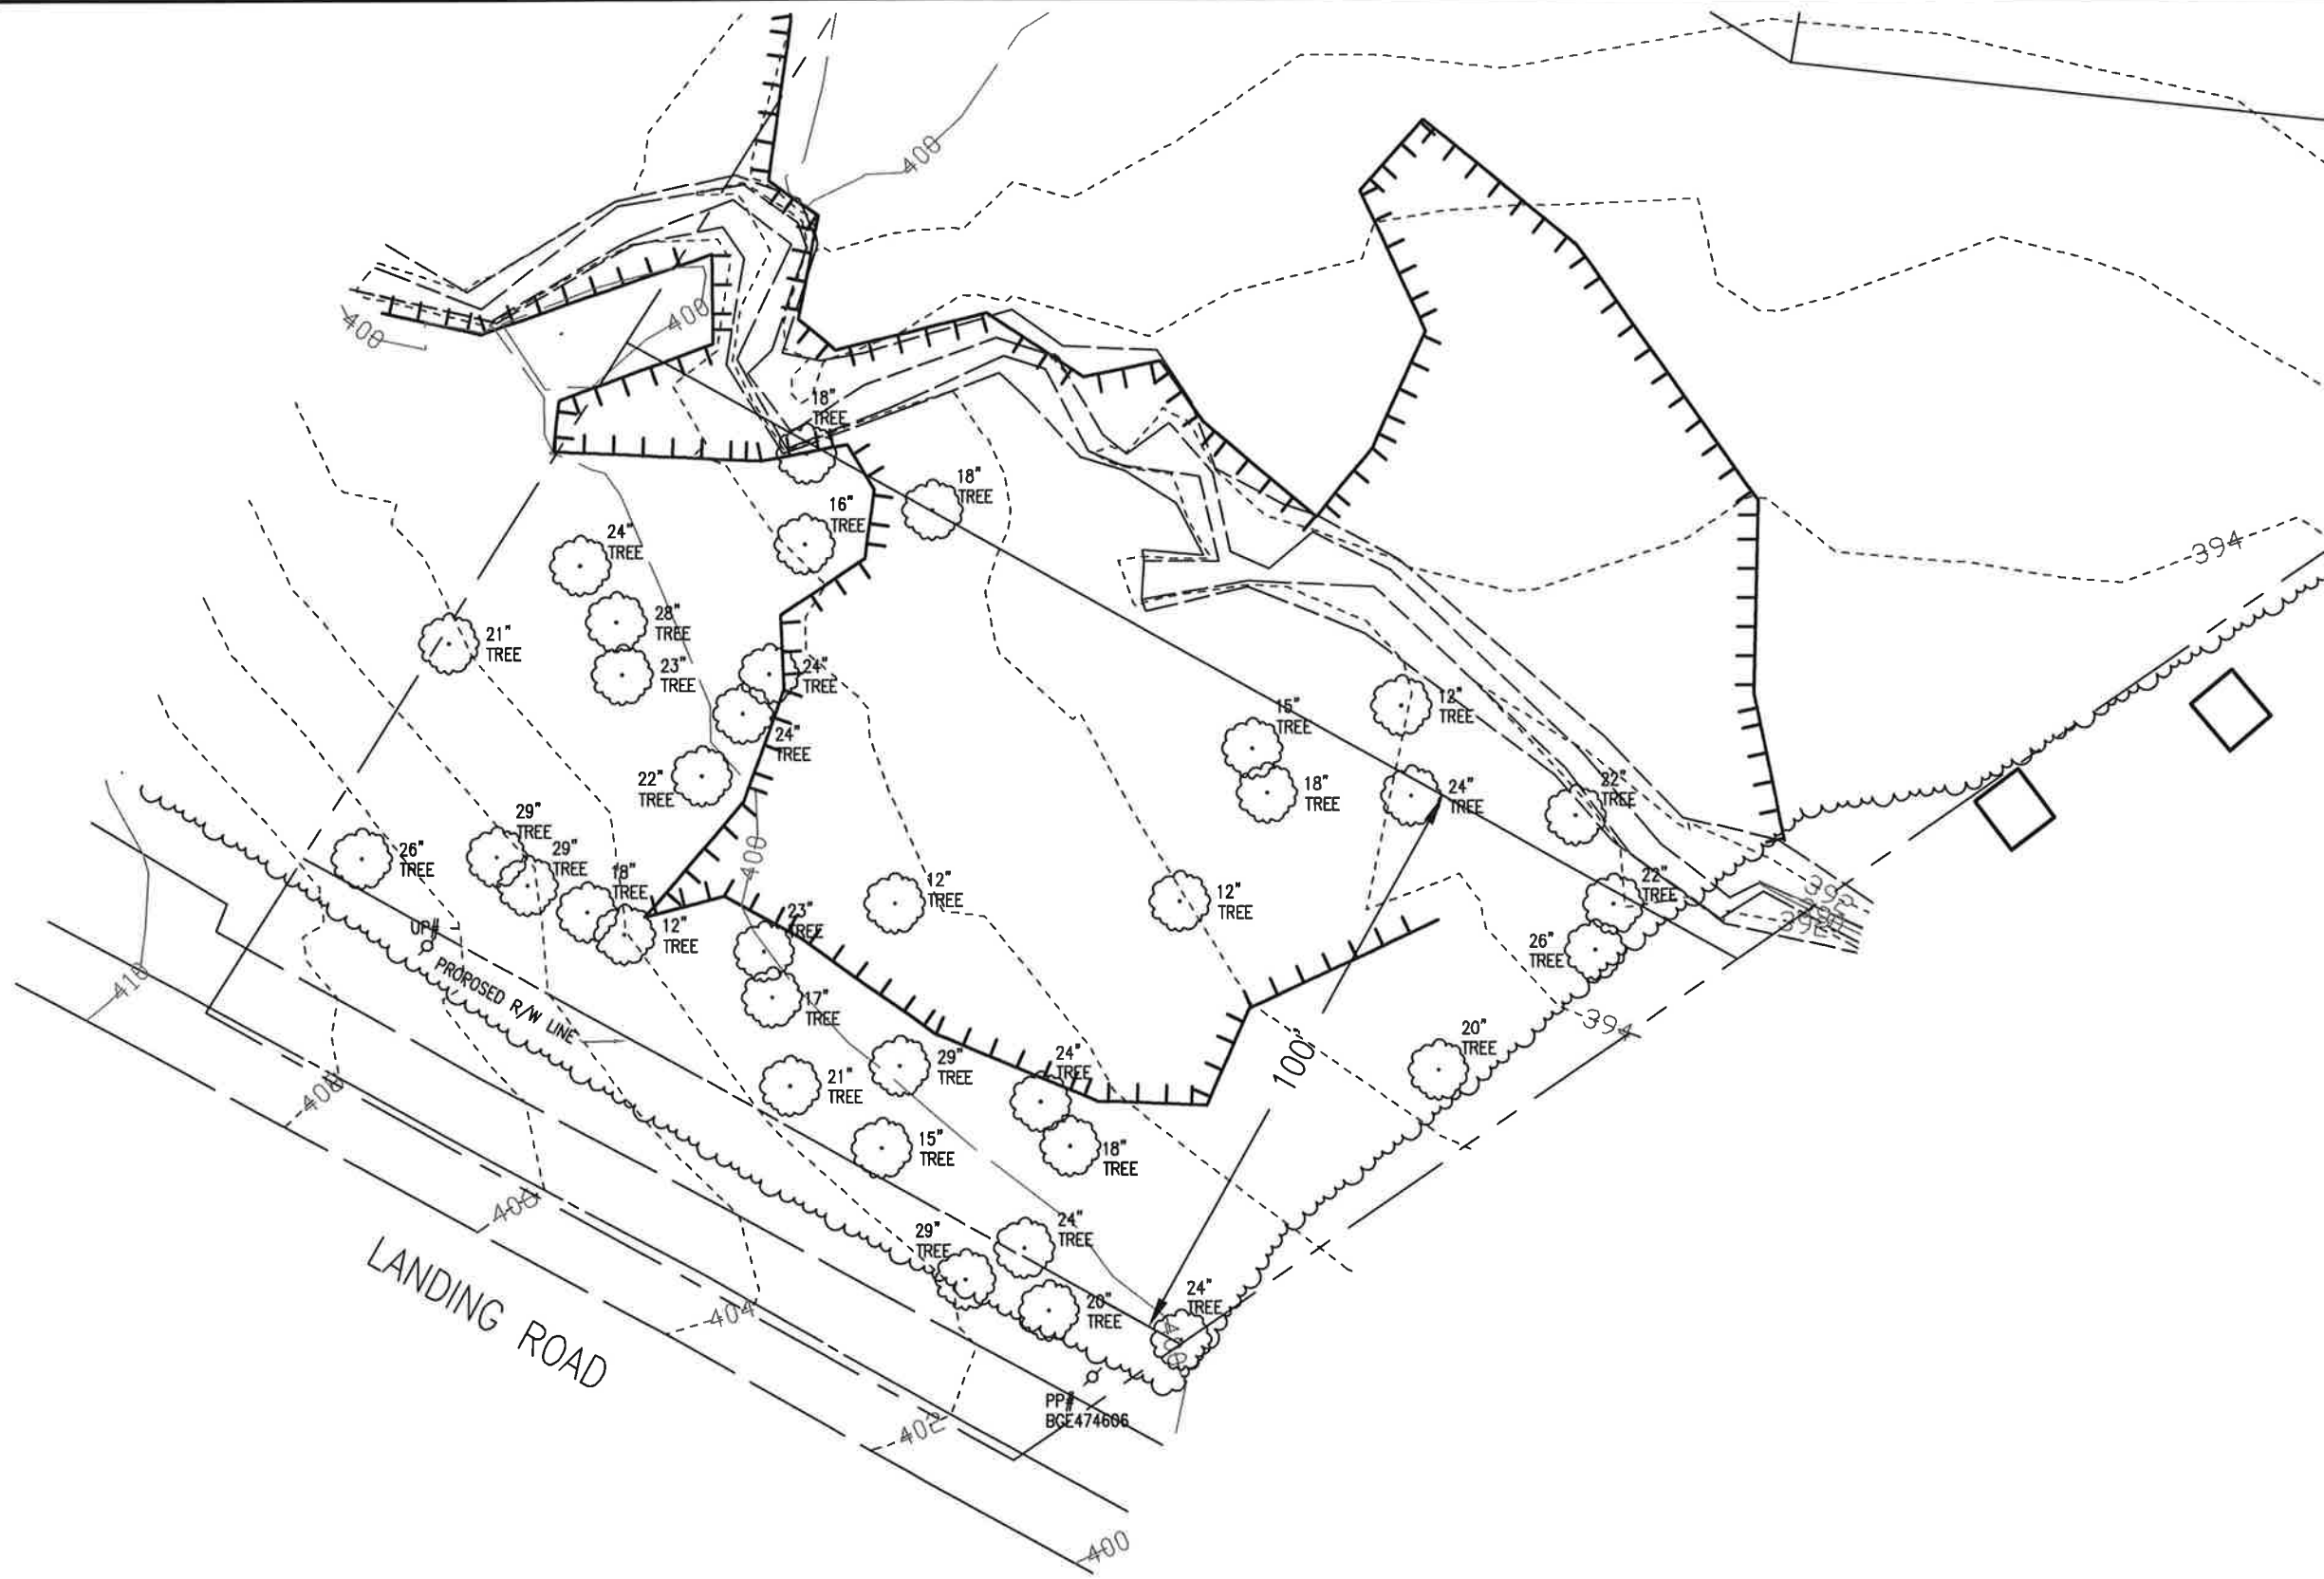 400
400
400
18"
TREE
18"
TREE
16"
TREE
24"
TREE
394
28"
TREE
21"
TREE
23"
TREE
24"
TREE
12"
TREE
15"
TREE
24"
TREE
22"
TREE
18"
TREE
24"
TREE
22"
TREE
29"
TREE
29"
TREE
26"
TREE
400
18"
TREE
12"
TREE
12"
TREE
22"
TREE
23"
TREE
12"
TREE
UP#
26"
TREE
410
PROPOSED R/W LINE
17"
TREE
394
20"
TREE
29"
TREE
24"
TREE
100'
21"
TREE
408
15"
TREE
18"
TREE
406
29"
TREE
24"
TREE
24"
TREE
20"
TREE
404
LANDING ROAD
PP#
BGE474606
402
400